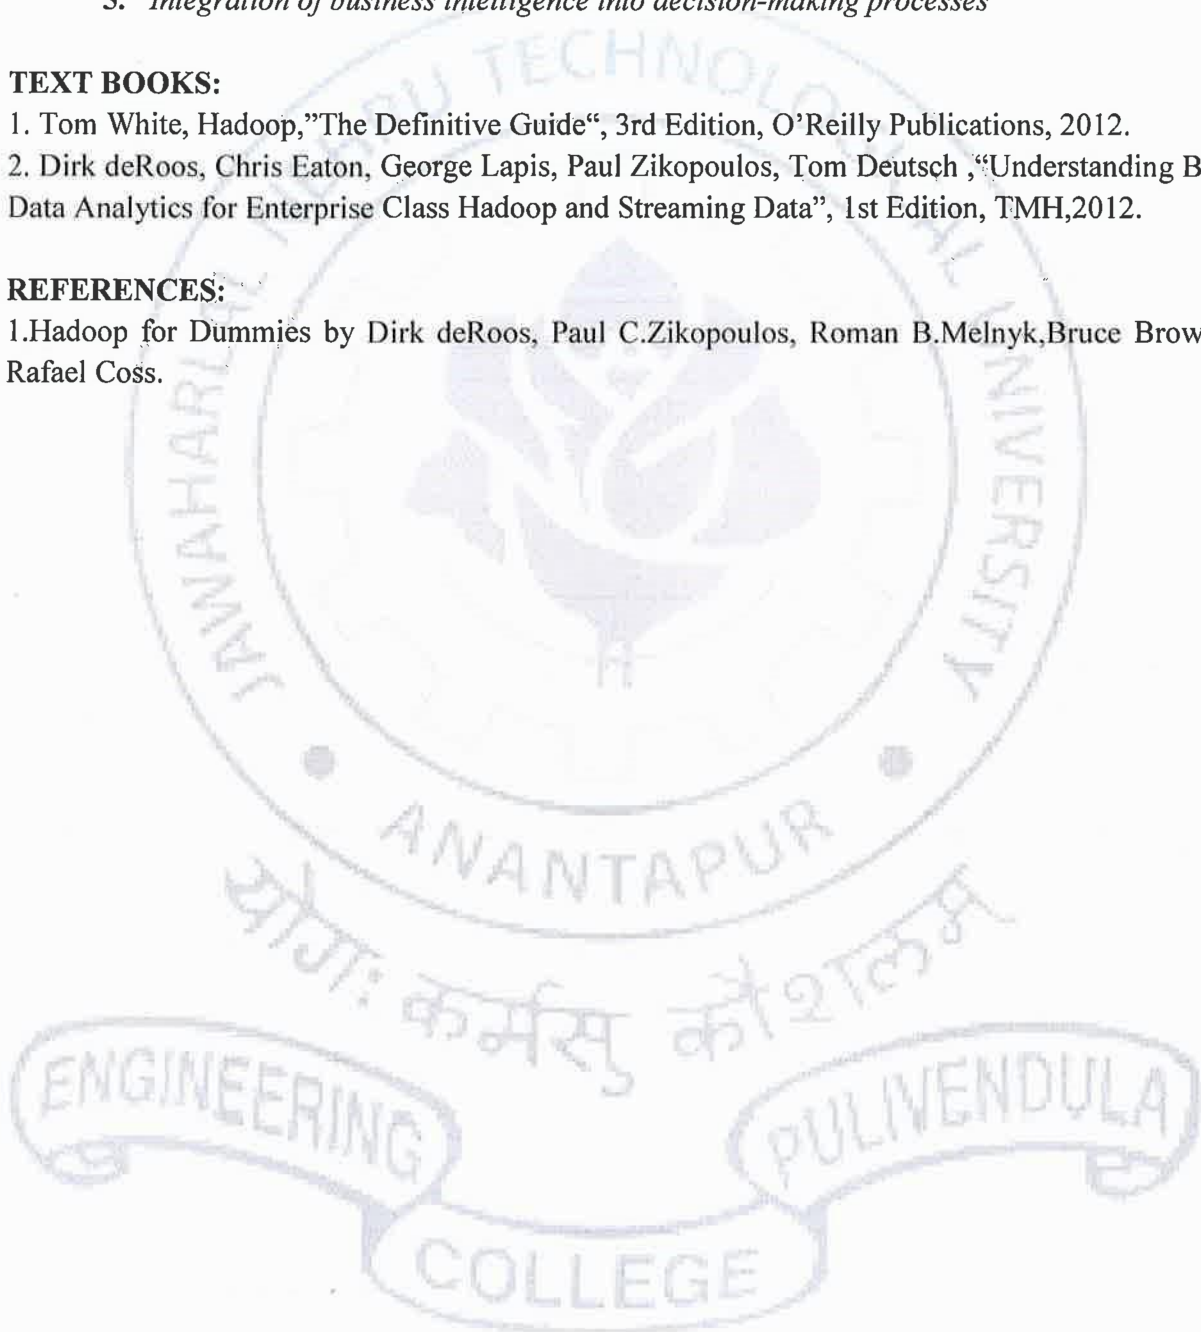 Integration of business intelligence into decision-making processes
TEXT BOOKS:
1. Tom White, Hadoop,”The Definitive Guide“, 3rd Edition, O’Reilly Publications, 2012.
2. Dirk deRoos, Chris Eaton, George Lapis, Paul Zikopoulos, Tom Deutsch ,“Understanding B
Data Analytics for Enterprise Class Hadoop and Streaming Data”, 1st Edition, TMH,2012.
REFERENCES:
1.Hadoop for Dummies by Dirk deRoos, Paul C.Zikopoulos, Roman B.Melnyk,Bruce Brow
Rafael Coss.
JAWAHARLAL NEHRU TECHNOLOGICAL UNIVERSITY
ANANTAPUR
योगः कर्मसु कौशलम
ENGINEERING
PULIVENDULA
COLLEGE